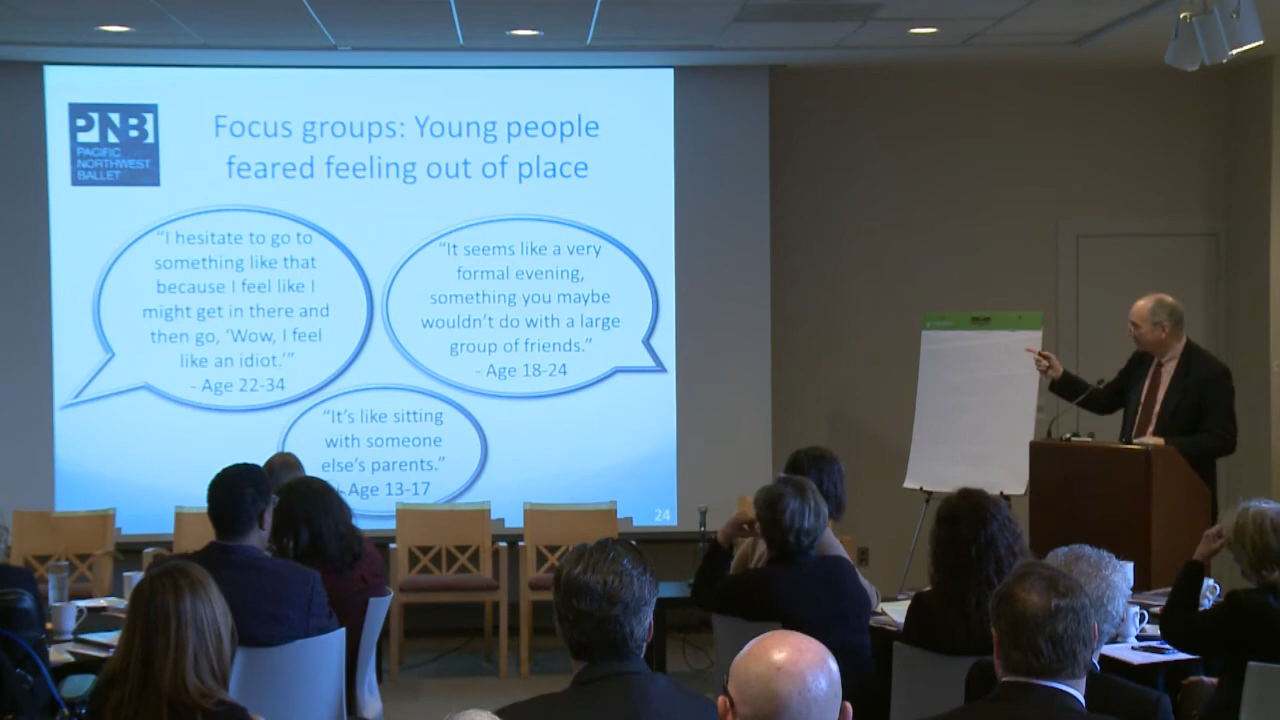 PNB
PACIFIC
NORTHWEST
BALLET
Focus groups: Young people
feared feeling out of place
“I hesitate to go to
something like that
because I feel like I
might get in there and
then go, ‘Wow, I feel
like an idiot.’”
- Age 22-34
“It seems like a very
formal evening,
something you maybe
wouldn’t do with a large
group of friends.”
- Age 18-24
“It’s like sitting
with someone
else’s parents.”
Age 13-17
24